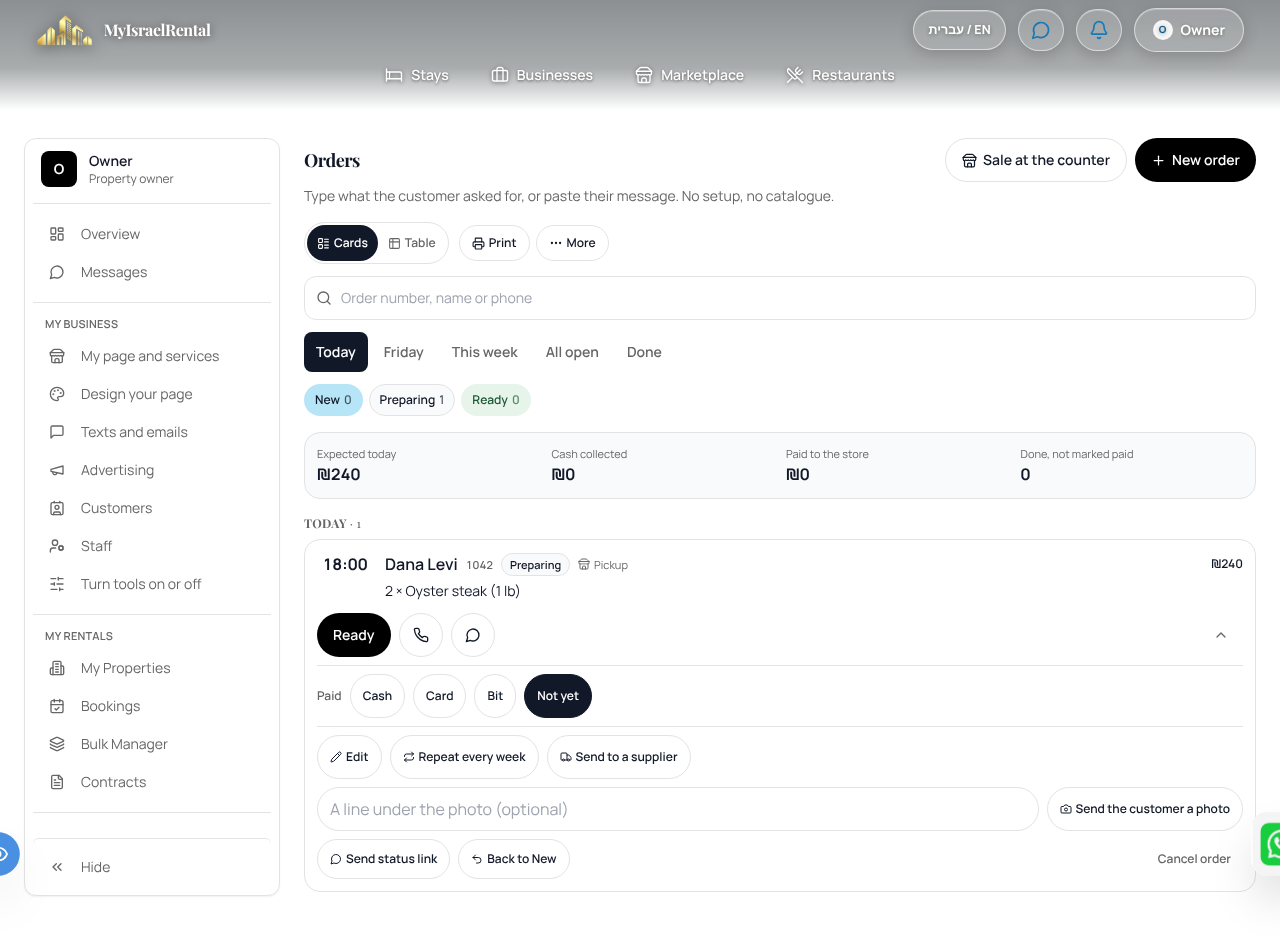 MyIsraelRental
עברית / EN
O Owner
Stays Businesses Marketplace Restaurants
O Owner
Property owner
Overview
Messages
MY BUSINESS
My page and services
Design your page
Texts and emails
Advertising
Customers
Staff
Turn tools on or off
MY RENTALS
My Properties
Bookings
Bulk Manager
Contracts
Hide
Orders
Sale at the counter
New order
Type what the customer asked for, or paste their message. No setup, no catalogue.
Cards Table Print More
Order number, name or phone
Today Friday This week All open Done
New 0 Preparing 1 Ready 0
Expected today Cash collected Paid to the store Done, not marked paid
₪240 ₪0 ₪0 0
TODAY · 1
18:00 Dana Levi 1042 Preparing Pickup ₪240
2 × Oyster steak (1 lb)
Ready
Paid Cash Card Bit Not yet
Edit Repeat every week Send to a supplier
A line under the photo (optional) Send the customer a photo
Send status link Back to New Cancel order